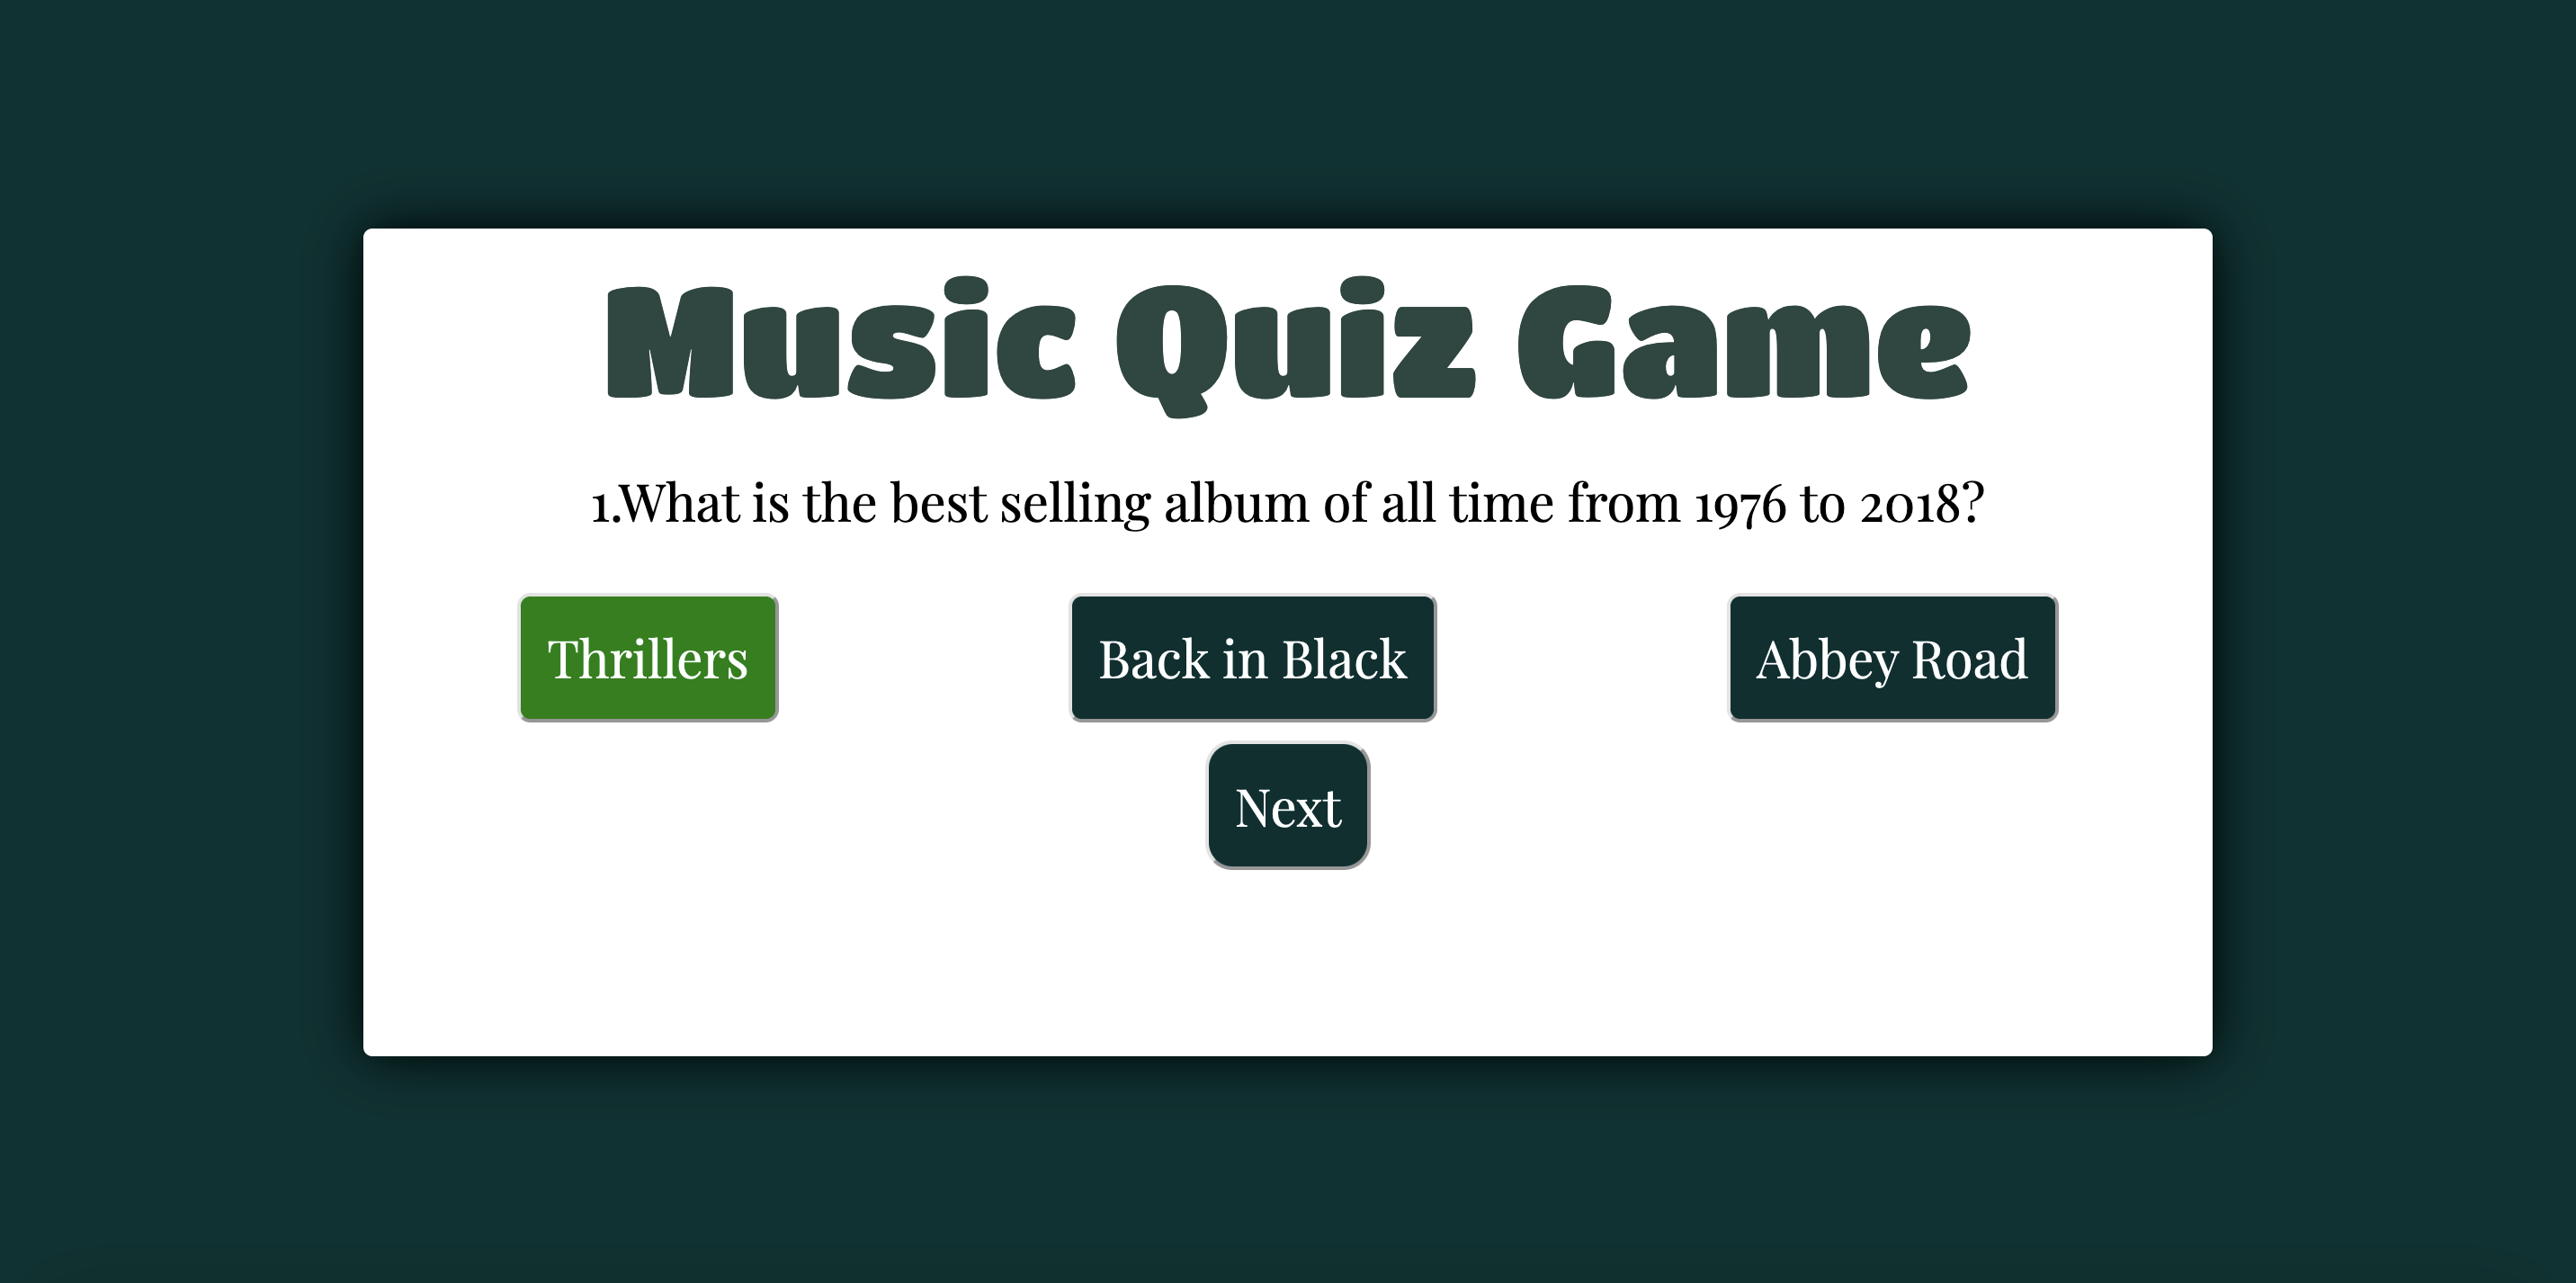 Music Quiz Game
1.What is the best selling album of all time from 1976 to 2018?
Thrillers
Back in Black
Abbey Road
Next